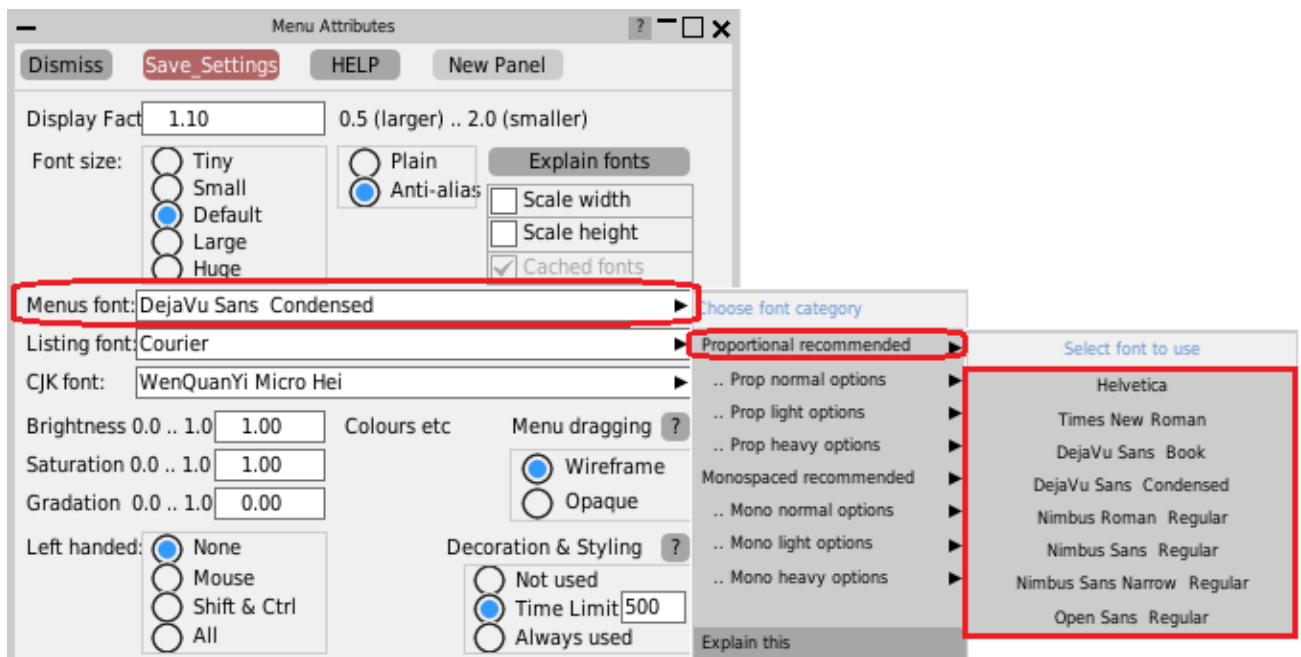 Menu Attributes ?
Dismiss Save_Settings HELP New Panel
Display Fact 1.10 0.5 (larger) .. 2.0 (smaller)
Font size: Tiny Plain Explain fonts
Small Anti-alias Scale width
Default
Large Scale height
Huge Cached fonts
Menus font: DejaVu Sans Condensed
Listing font: Courier
CJK font: WenQuanYi Micro Hei
Brightness 0.0 .. 1.0 1.00 Colours etc Menu dragging ?
Saturation 0.0 .. 1.0 1.00 Wireframe
Gradation 0.0 .. 1.0 0.00 Opaque
Left handed: None Decoration & Styling ?
Mouse Not used
Shift & Ctrl Time Limit 500
All Always used
Choose font category
Proportional recommended
.. Prop normal options
.. Prop light options
.. Prop heavy options
Monospaced recommended
.. Mono normal options
.. Mono light options
.. Mono heavy options
Explain this
Select font to use
Helvetica
Times New Roman
DejaVu Sans Book
DejaVu Sans Condensed
Nimbus Roman Regular
Nimbus Sans Regular
Nimbus Sans Narrow Regular
Open Sans Regular